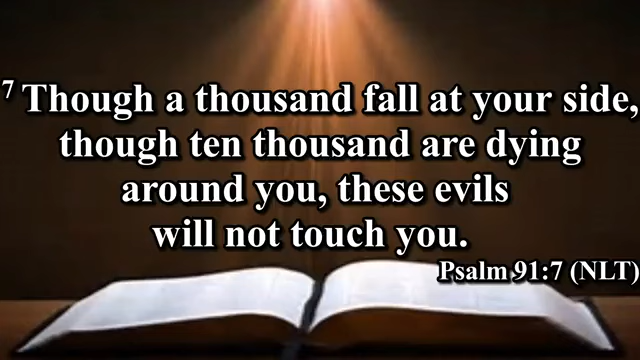 7 Though a thousand fall at your side,
though ten thousand are dying
around you, these evils
will not touch you.
Psalm 91:7 (NLT)